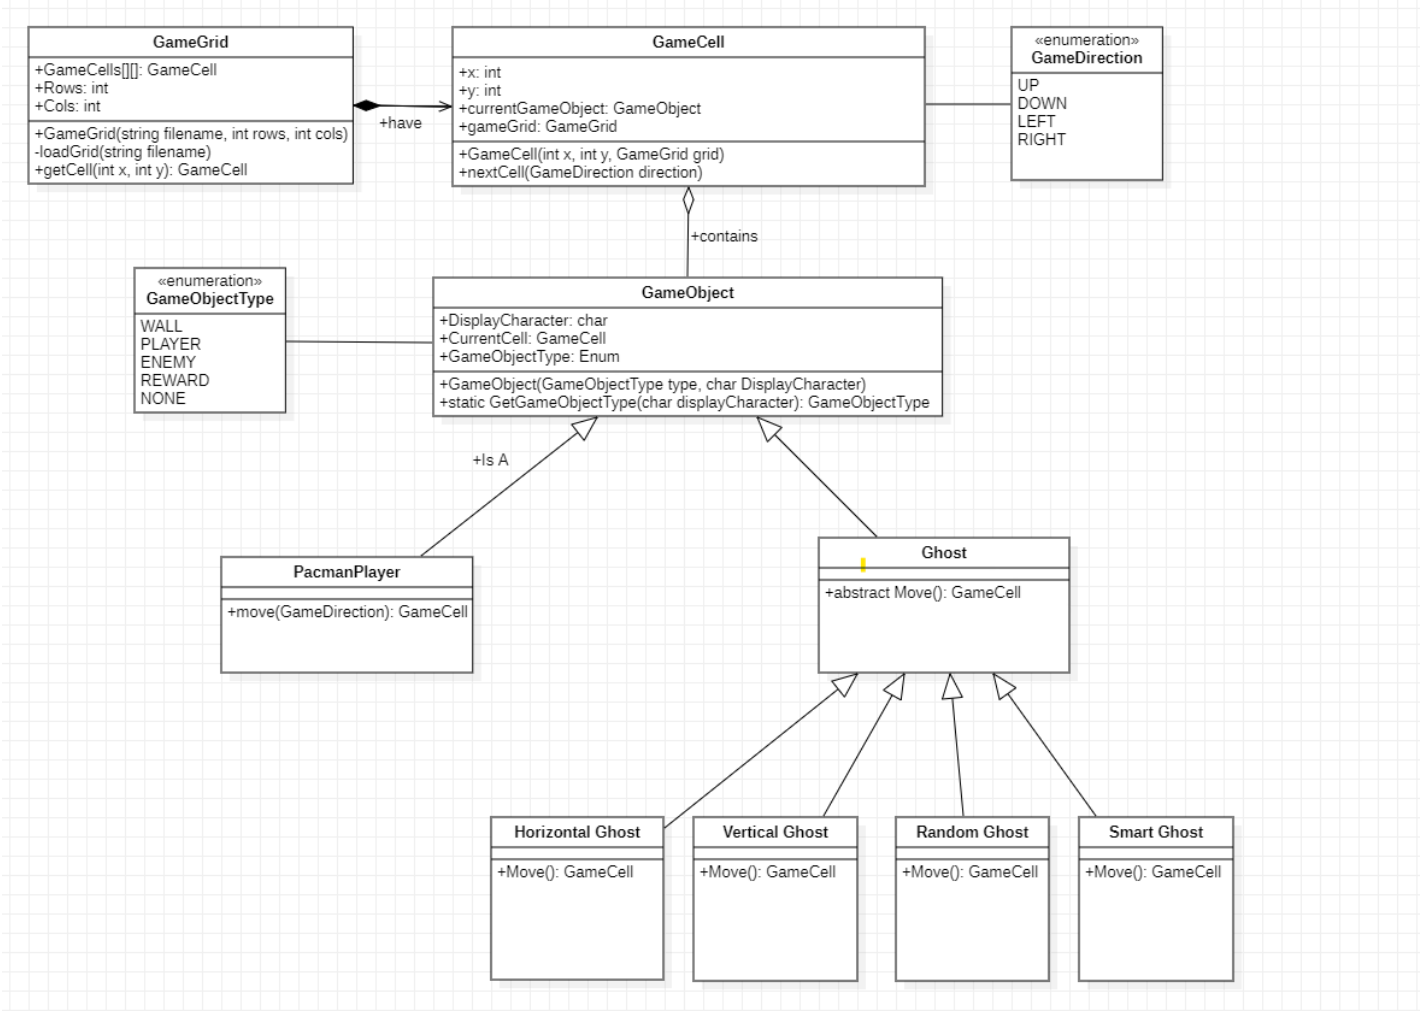 GameGrid
+GameCells[][]: GameCell
+Rows: int
+Cols: int
+GameGrid(string filename, int rows, int cols)
-loadGrid(string filename)
+getCell(int x, int y): GameCell
+have
GameCell
+x: int
+y: int
+currentGameObject: GameObject
+gameGrid: GameGrid
+GameCell(int x, int y, GameGrid grid)
+nextCell(GameDirection direction)
«enumeration»
GameDirection
UP
DOWN
LEFT
RIGHT
+contains
«enumeration»
GameObjectType
WALL
PLAYER
ENEMY
REWARD
NONE
GameObject
+DisplayCharacter: char
+CurrentCell: GameCell
+GameObjectType: Enum
+GameObject(GameObjectType type, char DisplayCharacter)
+static GetGameObjectType(char displayCharacter): GameObjectType
+Is A
PacmanPlayer
+move(GameDirection): GameCell
Ghost
+abstract Move(): GameCell
Horizontal Ghost
+Move(): GameCell
Vertical Ghost
+Move(): GameCell
Random Ghost
+Move(): GameCell
Smart Ghost
+Move(): GameCell